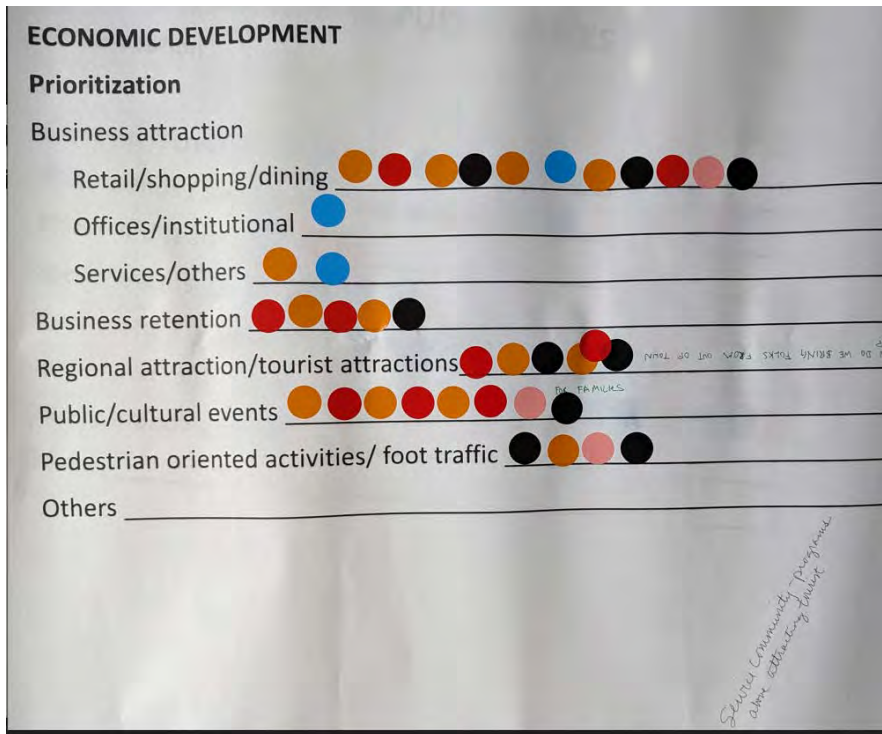 ECONOMIC DEVELOPMENT
Prioritization
Business attraction
Retail/shopping/dining
Offices/institutional
Services/others
Business retention
Regional attraction/tourist attractions
DO WE BRING FOLKS FROM OUT OF TOWN
FAMILIES
Public/cultural events
Pedestrian oriented activities/ foot traffic
Others
community programs
above attracting tourist